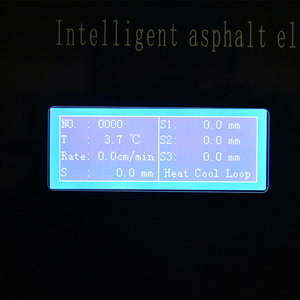 Intelligent asphalt el
NO. : 0000 S1: 0.0 mm
T : 3.7 ℃ S2: 0.0 mm
Rate: 0.0cm/min S3: 0.0 mm
S : 0.0 mm Heat Cool Loop